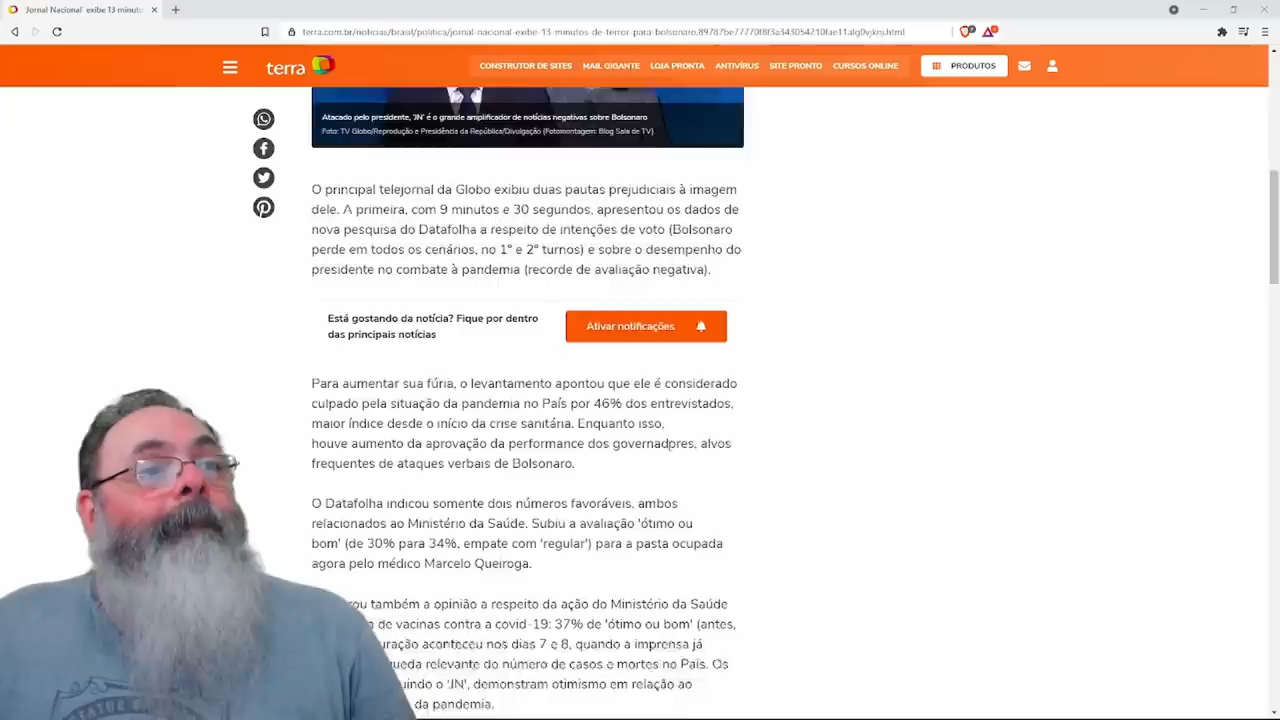 'Jornal Nacional' exibe 13 minuto
terra.com.br/noticias/brasil/politica/jornal-nacional-exibe-13-minutos-de-terror-para-bolsonaro,
terra
CONSTRUTOR DE SITES MAIL GIGANTE LOJA PRONTA ANTIVÍRUS SITE PRONTO CURSOS ONLINE PRODUTOS
Atacado pelo presidente, 'JN' é o grande amplificador de notícias negativas sobre Bolsonaro
Foto: TV Globo/Reprodução e Presidência da República/Divulgação (Fotomontagem: Blog Sala de TV)
O principal telejornal da Globo exibiu duas pautas prejudiciais à imagem
dele. A primeira, com 9 minutos e 30 segundos, apresentou os dados de
nova pesquisa do Datafolha a respeito de intenções de voto (Bolsonaro
perde em todos os cenários, no 1º e 2º turnos) e sobre o desempenho do
presidente no combate à pandemia (recorde de avaliação negativa).
Está gostando da notícia? Fique por dentro
das principais notícias
Ativar notificações
Para aumentar sua fúria, o levantamento apontou que ele é considerado
culpado pela situação da pandemia no País por 46% dos entrevistados,
maior índice desde o início da crise sanitária. Enquanto isso,
houve aumento da aprovação da performance dos governadores, alvos
frequentes de ataques verbais de Bolsonaro.
O Datafolha indicou somente dois números favoráveis, ambos
relacionados ao Ministério da Saúde. Subiu a avaliação 'ótimo ou
bom' (de 30% para 34%, empate com 'regular') para a pasta ocupada
agora pelo médico Marcelo Queiroga.
também a opinião a respeito da ação do Ministério da Saúde
de vacinas contra a covid-19: 37% de 'ótimo ou bom' (antes,
aconteceu nos dias 7 e 8, quando a imprensa já
relevante do número de casos e mortes no País. Os
'JN', demonstram otimismo em relação ao
da pandemia.